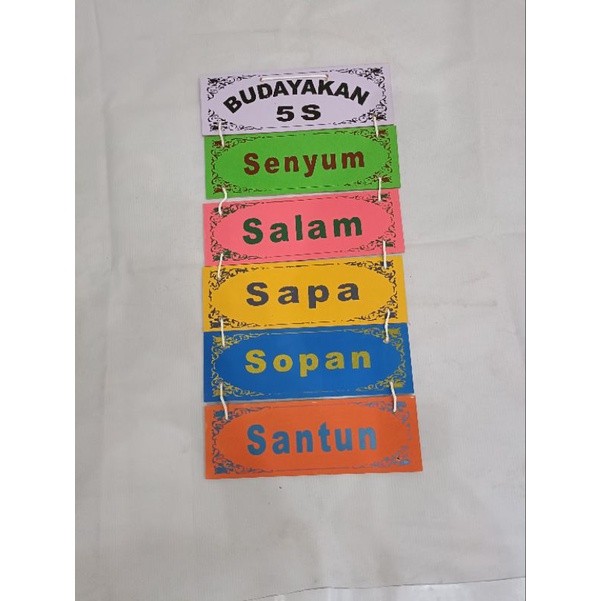 BUDAYAKAN
5 S
Senyum
Salam
Sapa
Sopan
Santun